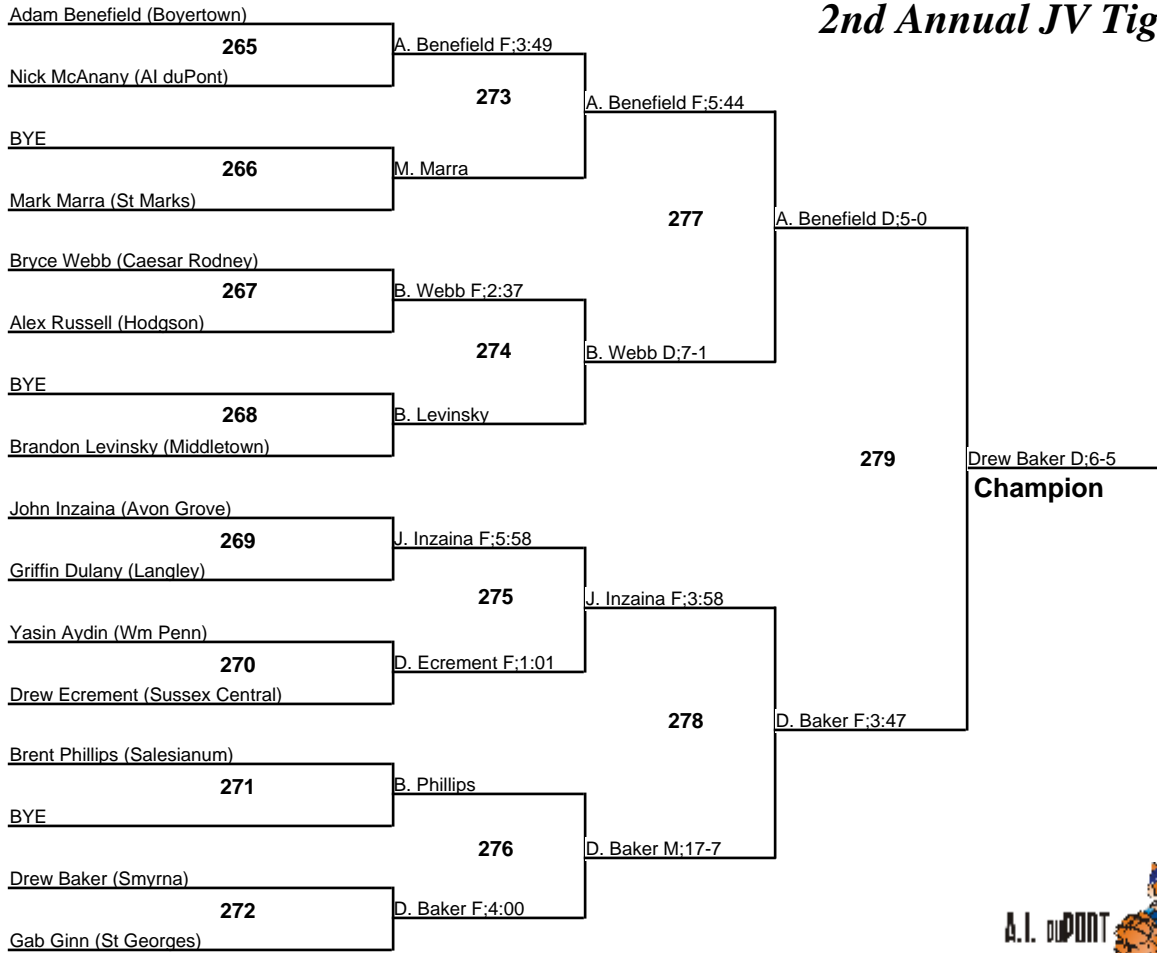 2nd Annual JV Tig
Adam Benefield (Boyertown)
265
Nick McAnany (AI duPont)
A. Benefield F;3:49
273
A. Benefield F;5:44
BYE
266
Mark Marra (St Marks)
M. Marra
277
A. Benefield D;5-0
Bryce Webb (Caesar Rodney)
267
Alex Russell (Hodgson)
B. Webb F;2:37
274
B. Webb D;7-1
BYE
268
Brandon Levinsky (Middletown)
B. Levinsky
279
Drew Baker D;6-5
Champion
John Inzaina (Avon Grove)
269
Griffin Dulany (Langley)
J. Inzaina F;5:58
275
J. Inzaina F;3:58
Yasin Aydin (Wm Penn)
270
Drew Ecrement (Sussex Central)
D. Ecrement F;1:01
278
D. Baker F;3:47
Brent Phillips (Salesianum)
271
BYE
B. Phillips
276
D. Baker M;17-7
Drew Baker (Smyrna)
272
Gab Ginn (St Georges)
D. Baker F;4:00
A.I. DUPONT